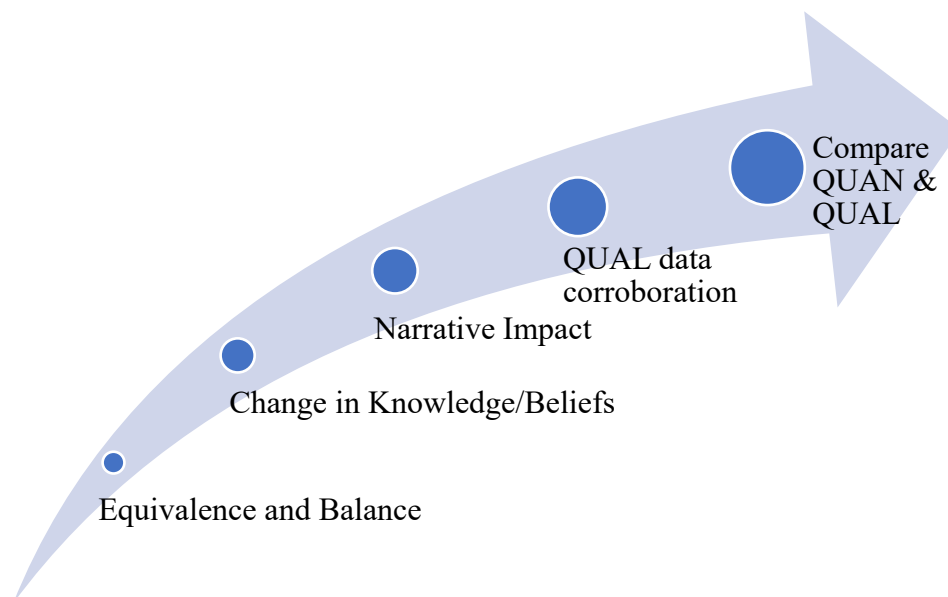 Compare
QUAN &
QUAL
QUAL data
corroboration
Narrative Impact
Change in Knowledge/Beliefs
Equivalence and Balance